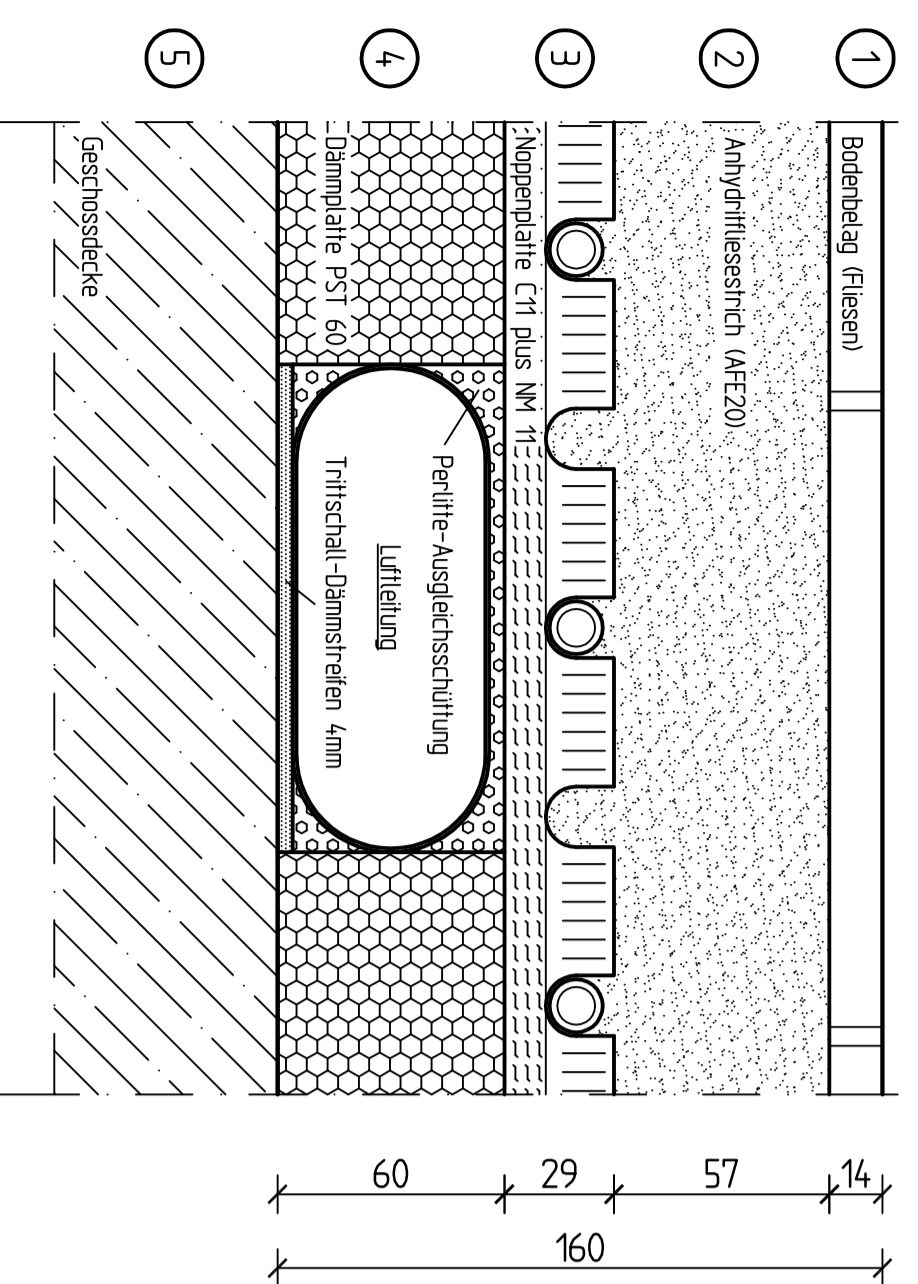 1
Bodenbelag (Fliesen)
2
Anhydritfliesestrich (AFE20)
3
Noppenplatte C11 plus NM 11
4
Dämmplatte PST 60
Perlitte-Ausgleichsschüttung
Luftleitung
Trittschall-Dämmstreifen 4mm
5
Geschossdecke
60
29
57
14
160